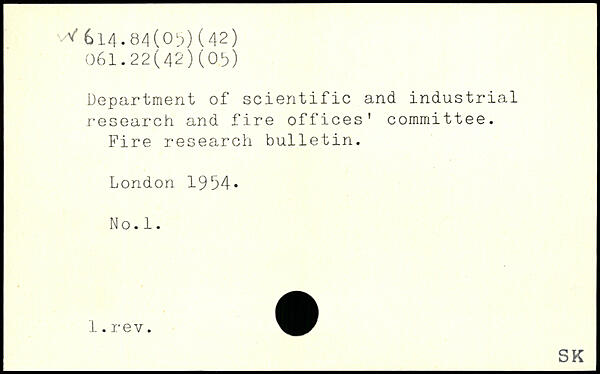 614.84(05)(42)
061.22(42)(05)
Department of scientific and industrial
research and fire offices' committee.
Fire research bulletin.
London 1954.
No.1.
1.rev.
SK